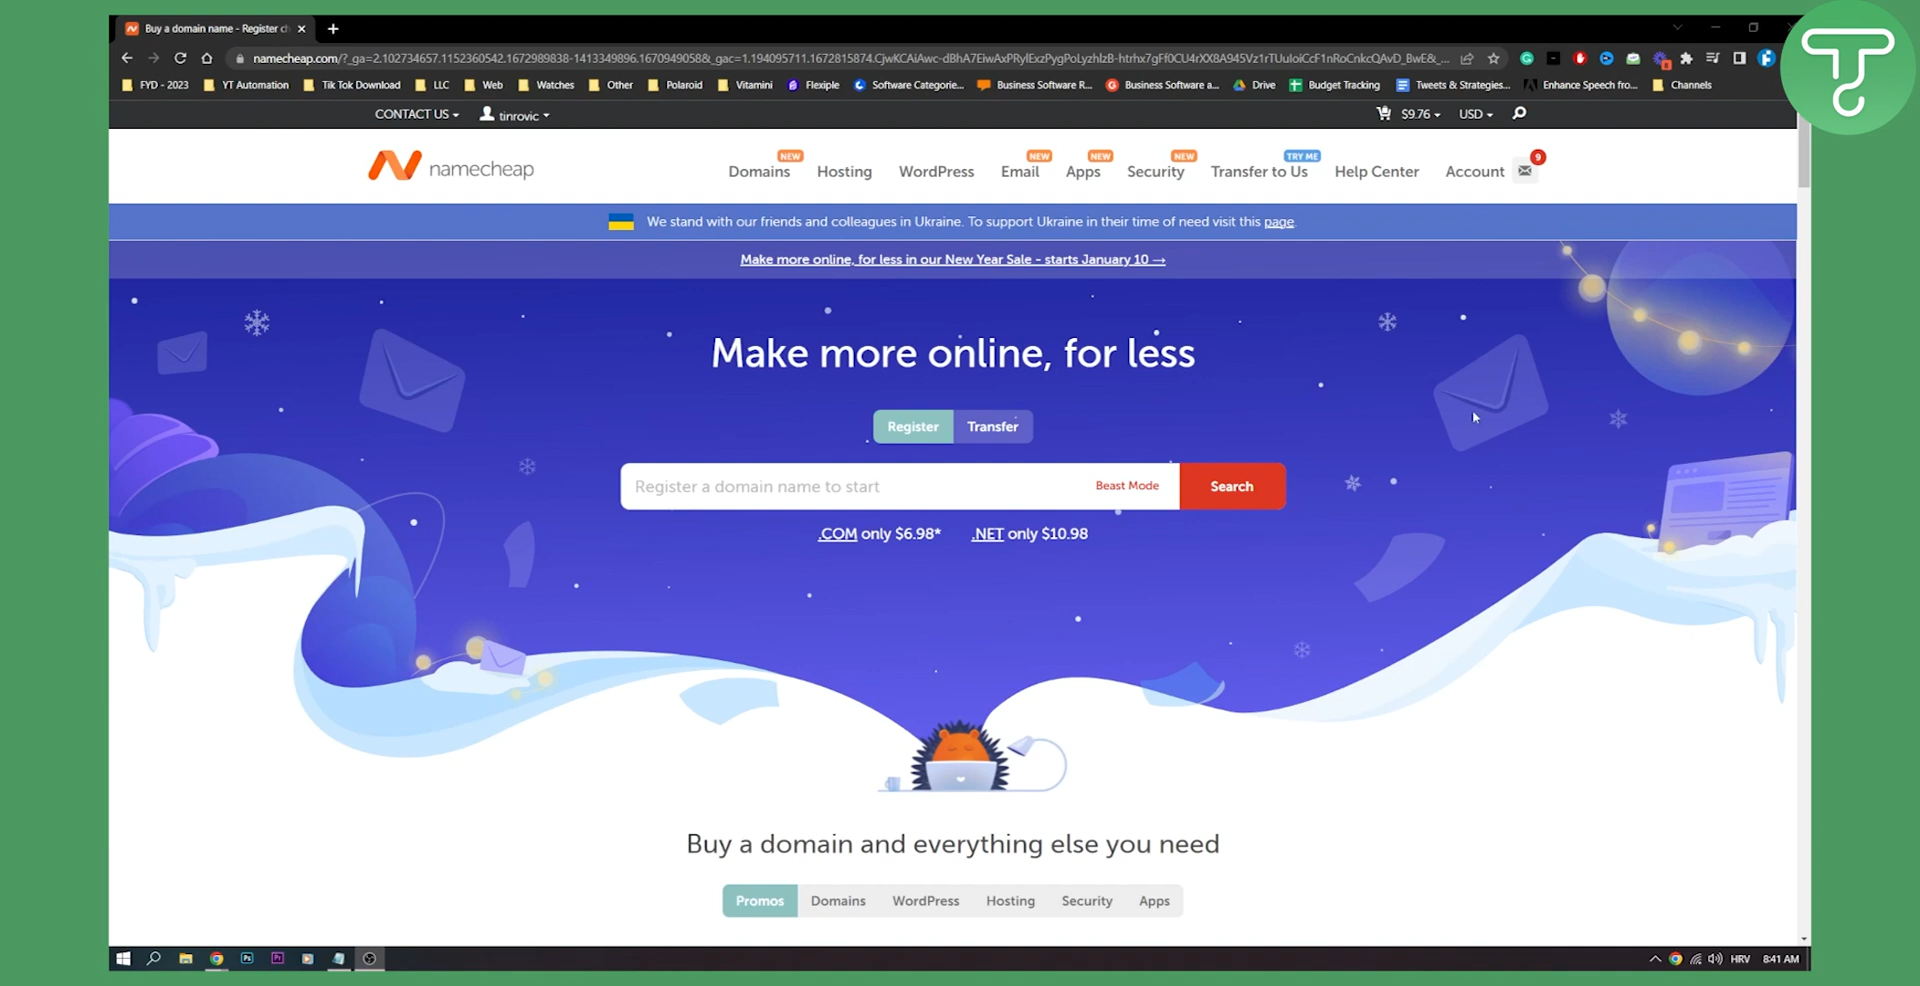 Buy a domain name - Register ch
namecheap.com/?_ga=2.102734657.1152360542.1672989838-1413349896.1670949058&_gac=1.194095711.1672815874.CjwKCAiAwc-dBhA7EiwAxPRylExzPygPoLyzhlzB-htrhx7gFf0CU4rXX8A945Vz1rTUuIoiCcF1nRoCnkcQAvD_BwE&_...
FYD - 2023 YT Automation Tik Tok Download LLC Web Watches Other Polaroid Vitamini Flexiple Software Categorie... Business Software R... Business Software a... Drive Budget Tracking Tweets & Strategies... Enhance Speech fro... Channels
CONTACT US tinrovic $9.76 USD
NEW NEW NEW NEW TRY ME 9
namecheap Domains Hosting WordPress Email Apps Security Transfer to Us Help Center Account
We stand with our friends and colleagues in Ukraine. To support Ukraine in their time of need visit this page.
Make more online, for less in our New Year Sale - starts January 10 →
Make more online, for less
Register Transfer
Register a domain name to start Beast Mode Search
.COM only $6.98* .NET only $10.98
Buy a domain and everything else you need
Promos Domains WordPress Hosting Security Apps
Ps Pr HRV 8:41 AM